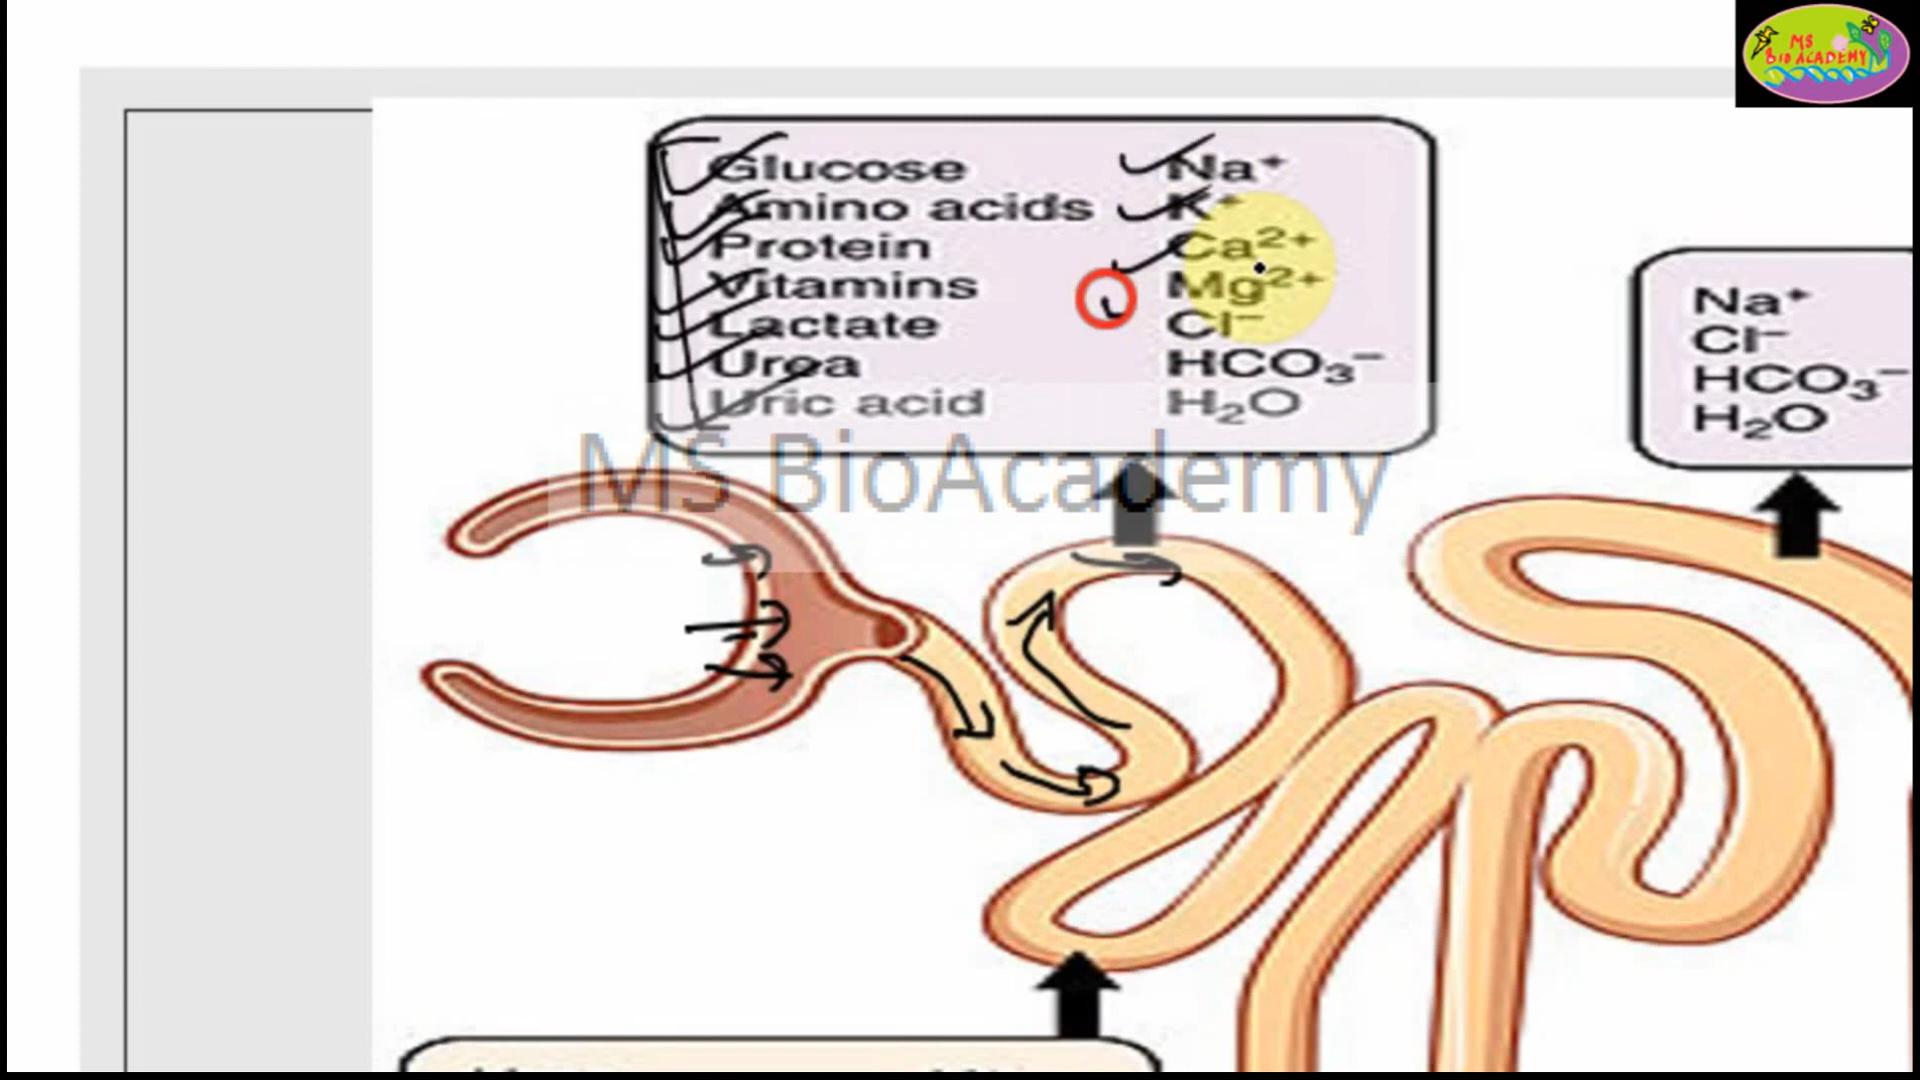 MS
BIO ACADEMY
Glucose Na⁺
Amino acids K⁺
Protein Ca²⁺
Vitamins Mg²⁺
Lactate Cl⁻
Urea HCO₃⁻
Uric acid H₂O
Na⁺
Cl⁻
HCO₃⁻
H₂O
MS BioAcademy